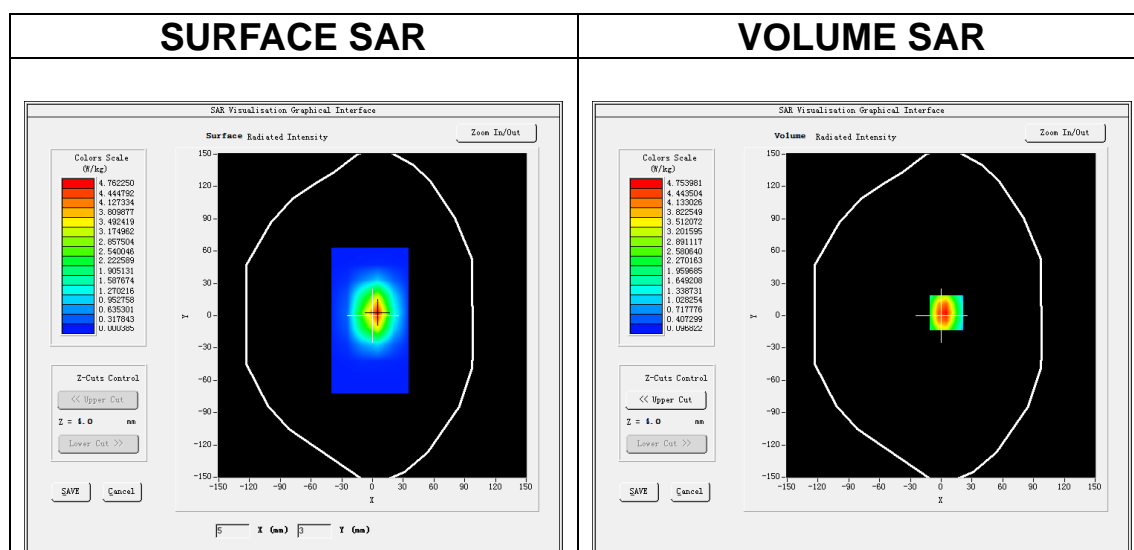 SURFACE SAR
VOLUME SAR
SAR Visualisation Graphical Interface
Surface Radiated Intensity
Zoom In/Out
Colors Scale
(W/kg)
4.762250
4.444792
4.127334
3.809877
3.492419
3.174962
2.857504
2.540046
2.222589
1.905131
1.587674
1.270216
0.952758
0.635301
0.317843
0.000385
Z-Cuts Control
<< Upper Cut
Z = mm
Lower Cut >>
SAVE
Cancel
150
120
90
60
30
0
-30
-60
-90
-120
-150
Y
-150 -120 -90 -60 -30 0 30 60 90 120 150
X
5 X (mm) 3 Y (mm)
SAR Visualisation Graphical Interface
Volume Radiated Intensity
Zoom In/Out
Colors Scale
(W/kg)
4.753981
4.443504
4.133026
3.822549
3.512072
3.201595
2.891117
2.580640
2.270163
1.959685
1.649208
1.338731
1.028254
0.717776
0.407299
0.096822
Z-Cuts Control
<< Upper Cut
Z = mm
Lower Cut >>
SAVE
Cancel
150
120
90
60
30
0
-30
-60
-90
-120
-150
Y
-150 -120 -90 -60 -30 0 30 60 90 120 150
X